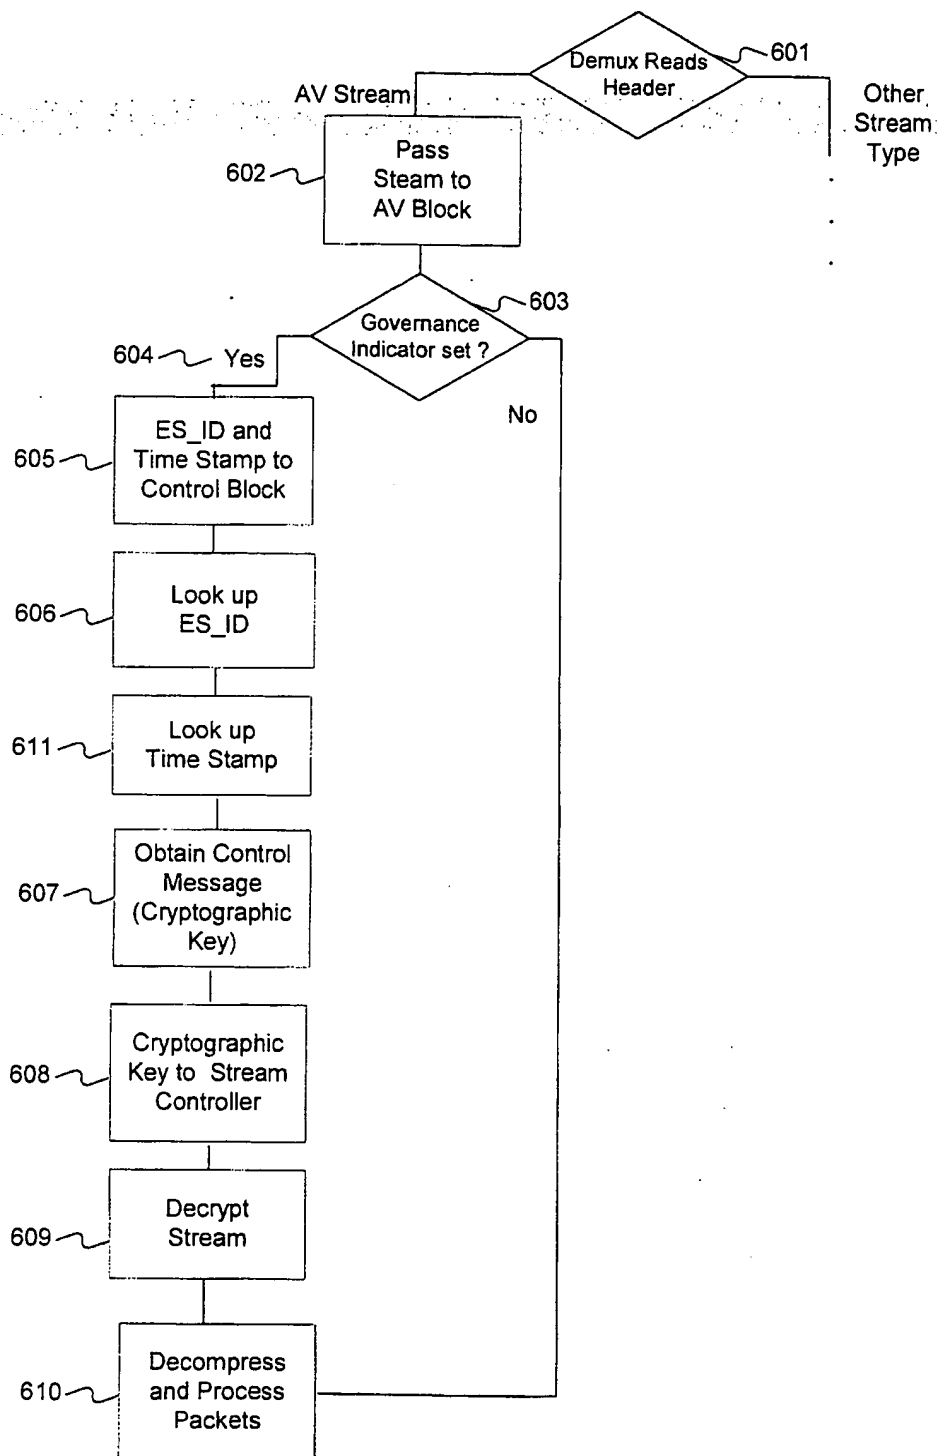 Demux Reads
Header
601
AV Stream
Other
Stream
Type
Pass
Steam to
AV Block
602
603
Governance
Indicator set ?
604
Yes
No
ES_ID and
Time Stamp to
Control Block
605
Look up
ES_ID
606
Look up
Time Stamp
611
Obtain Control
Message
(Cryptographic
Key)
607
Cryptographic
Key to Stream
Controller
608
Decrypt
Stream
609
Decompress
and Process
Packets
610